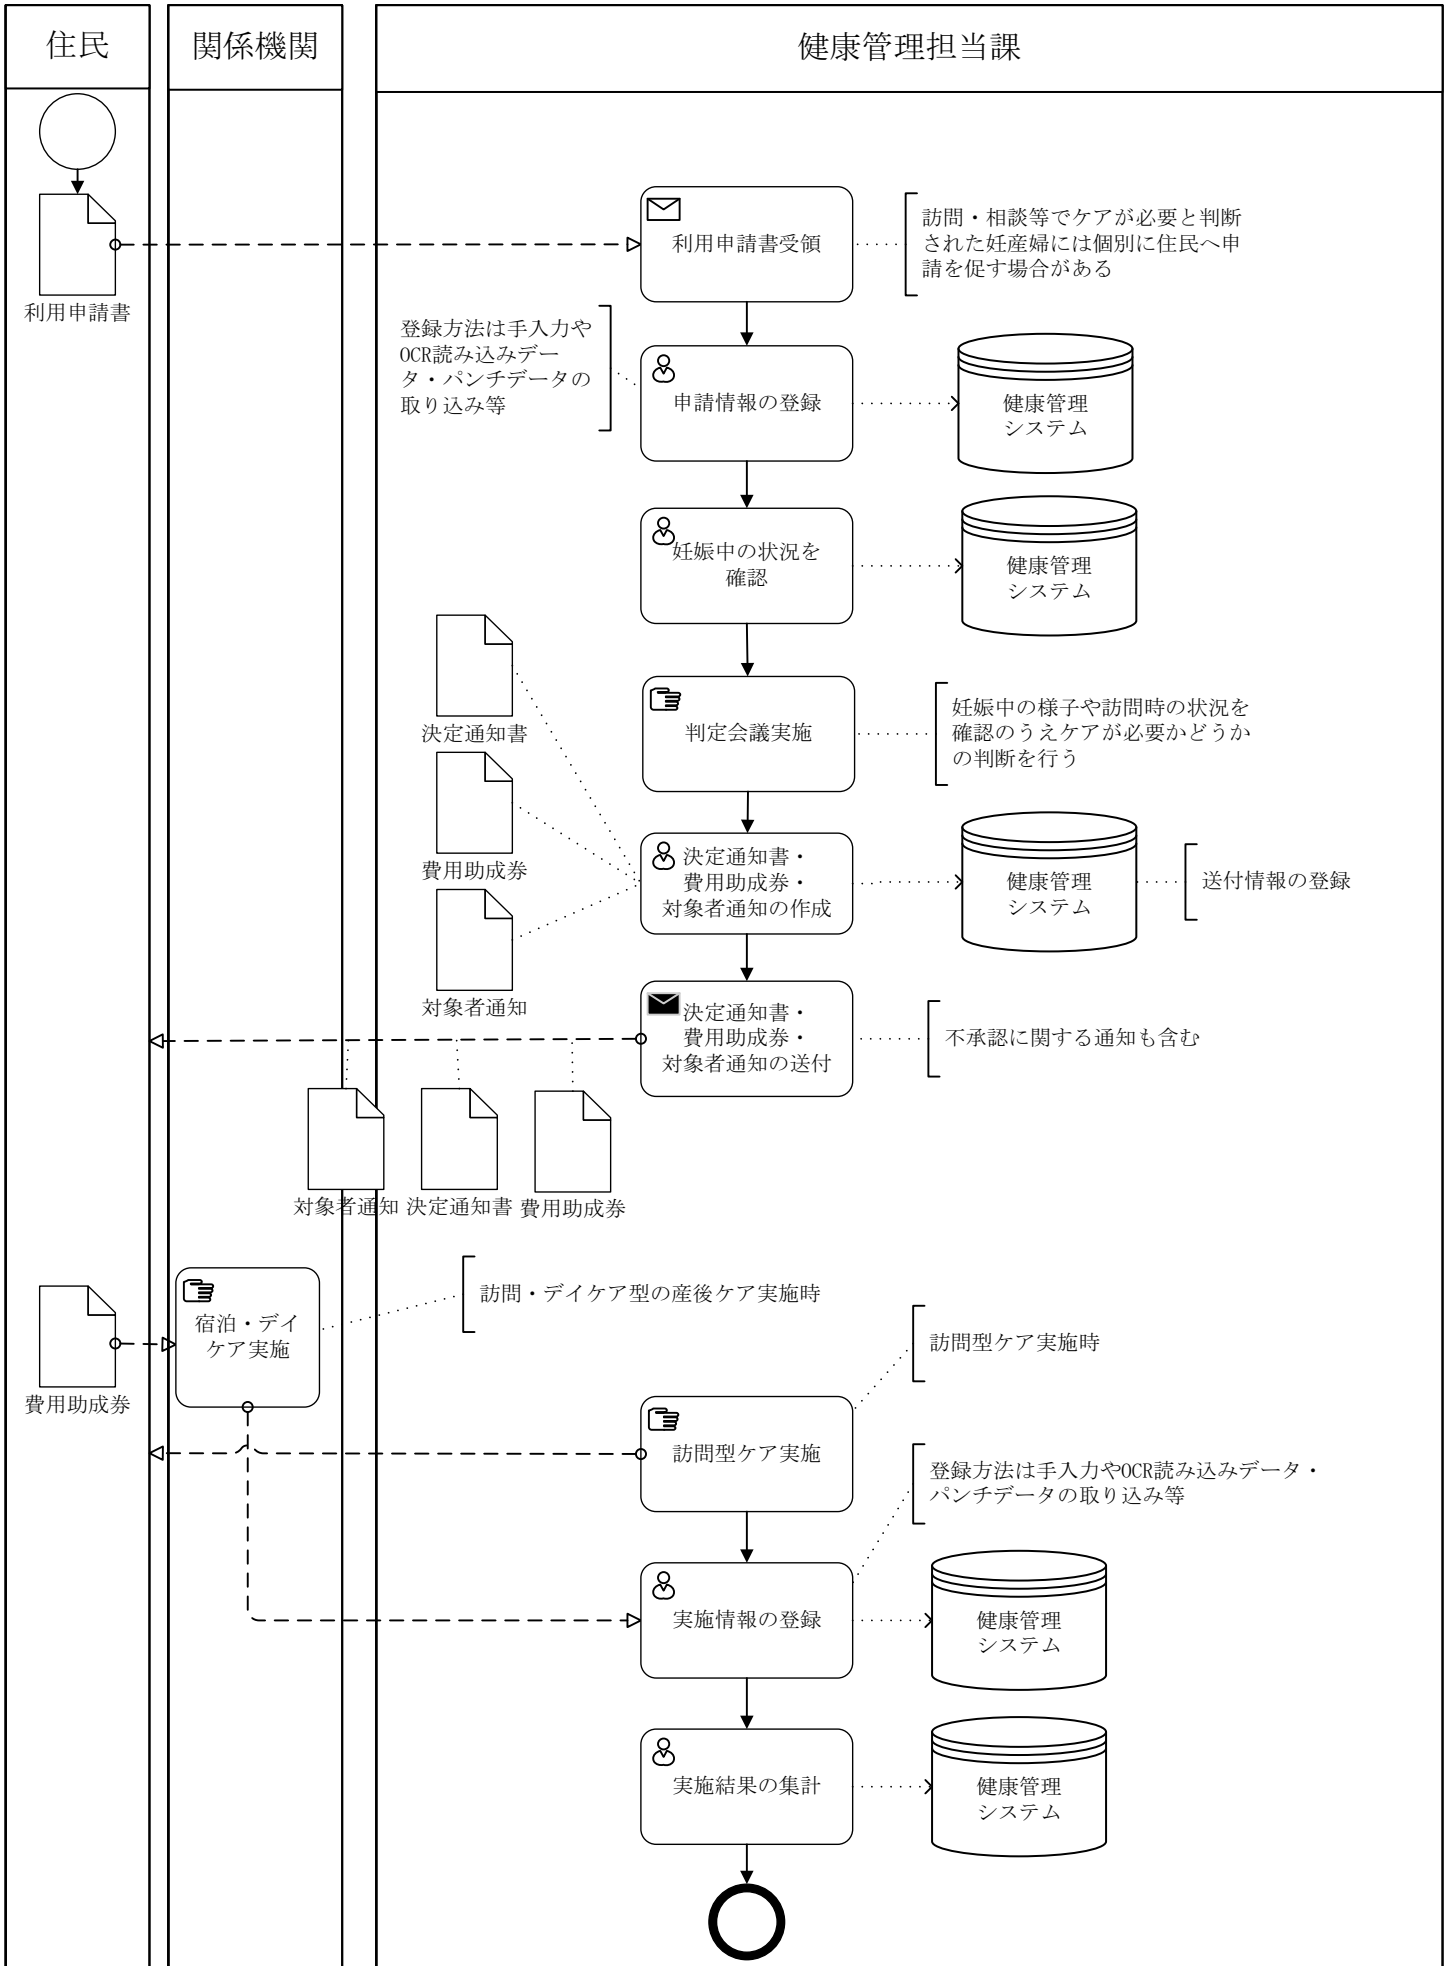 住民
関係機関
健康管理担当課
利用申請書
利用申請書受領
訪問・相談等でケアが必要と判断
された妊産婦には個別に住民へ申
請を促す場合がある
登録方法は手入力や
OCR読み込みデー
タ・パンチデータの
取り込み等
申請情報の登録
健康管理
システム
妊娠中の状況を
確認
健康管理
システム
決定通知書
費用助成券
対象者通知
判定会議実施
妊娠中の様子や訪問時の状況を
確認のうえケアが必要かどうか
の判断を行う
決定通知書・
費用助成券・
対象者通知の作成
健康管理
システム
送付情報の登録
決定通知書・
費用助成券・
対象者通知の送付
不承認に関する通知も含む
対象者通知
決定通知書
費用助成券
費用助成券
宿泊・デイ
ケア実施
訪問・デイケア型の産後ケア実施時
訪問型ケア実施時
訪問型ケア実施
登録方法は手入力やOCR読み込みデータ・
パンチデータの取り込み等
実施情報の登録
健康管理
システム
実施結果の集計
健康管理
システム